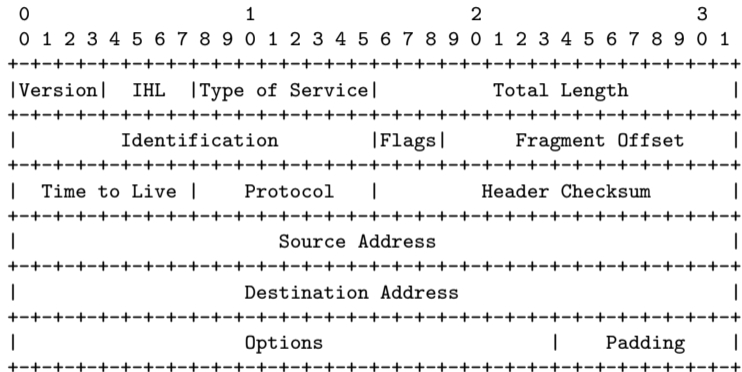 0                   1                   2                   3
 0 1 2 3 4 5 6 7 8 9 0 1 2 3 4 5 6 7 8 9 0 1 2 3 4 5 6 7 8 9 0 1
+-+-+-+-+-+-+-+-+-+-+-+-+-+-+-+-+-+-+-+-+-+-+-+-+-+-+-+-+-+-+-+-+
|Version|  IHL  |Type of Service|          Total Length         |
+-+-+-+-+-+-+-+-+-+-+-+-+-+-+-+-+-+-+-+-+-+-+-+-+-+-+-+-+-+-+-+-+
|         Identification        |Flags|      Fragment Offset    |
+-+-+-+-+-+-+-+-+-+-+-+-+-+-+-+-+-+-+-+-+-+-+-+-+-+-+-+-+-+-+-+-+
|  Time to Live |    Protocol   |         Header Checksum       |
+-+-+-+-+-+-+-+-+-+-+-+-+-+-+-+-+-+-+-+-+-+-+-+-+-+-+-+-+-+-+-+-+
|                       Source Address                          |
+-+-+-+-+-+-+-+-+-+-+-+-+-+-+-+-+-+-+-+-+-+-+-+-+-+-+-+-+-+-+-+-+
|                    Destination Address                        |
+-+-+-+-+-+-+-+-+-+-+-+-+-+-+-+-+-+-+-+-+-+-+-+-+-+-+-+-+-+-+-+-+
|                    Options                    |    Padding    |
+-+-+-+-+-+-+-+-+-+-+-+-+-+-+-+-+-+-+-+-+-+-+-+-+-+-+-+-+-+-+-+-+